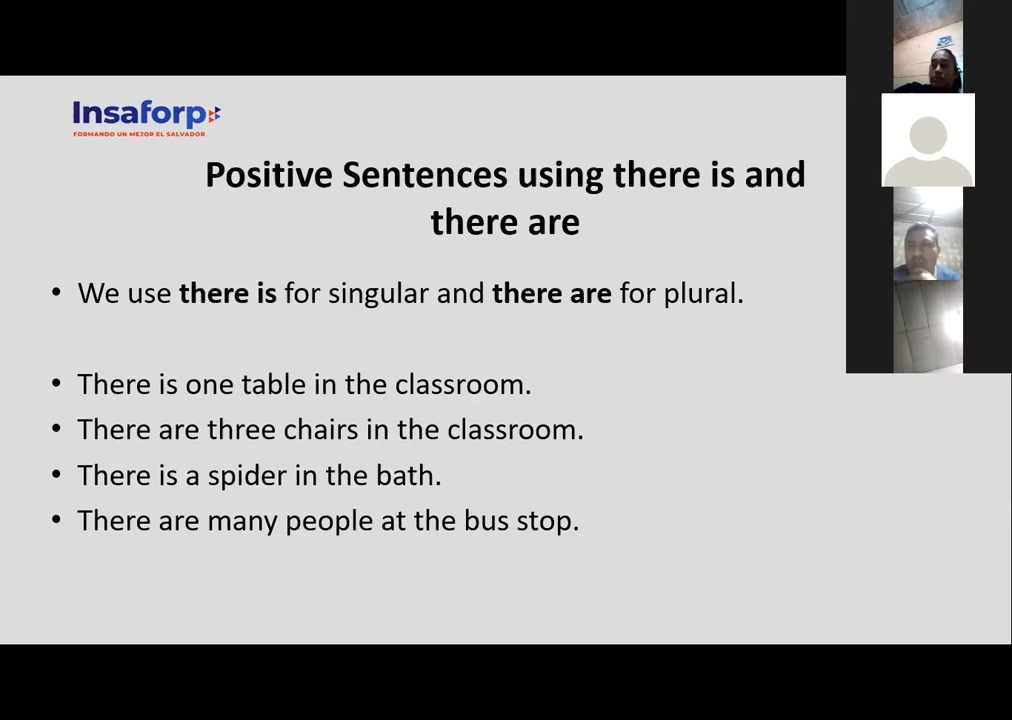 Insaforp
FORMANDO UN MEJOR EL SALVADOR
Positive Sentences using there is and
there are
• We use there is for singular and there are for plural.
• There is one table in the classroom.
• There are three chairs in the classroom.
• There is a spider in the bath.
• There are many people at the bus stop.